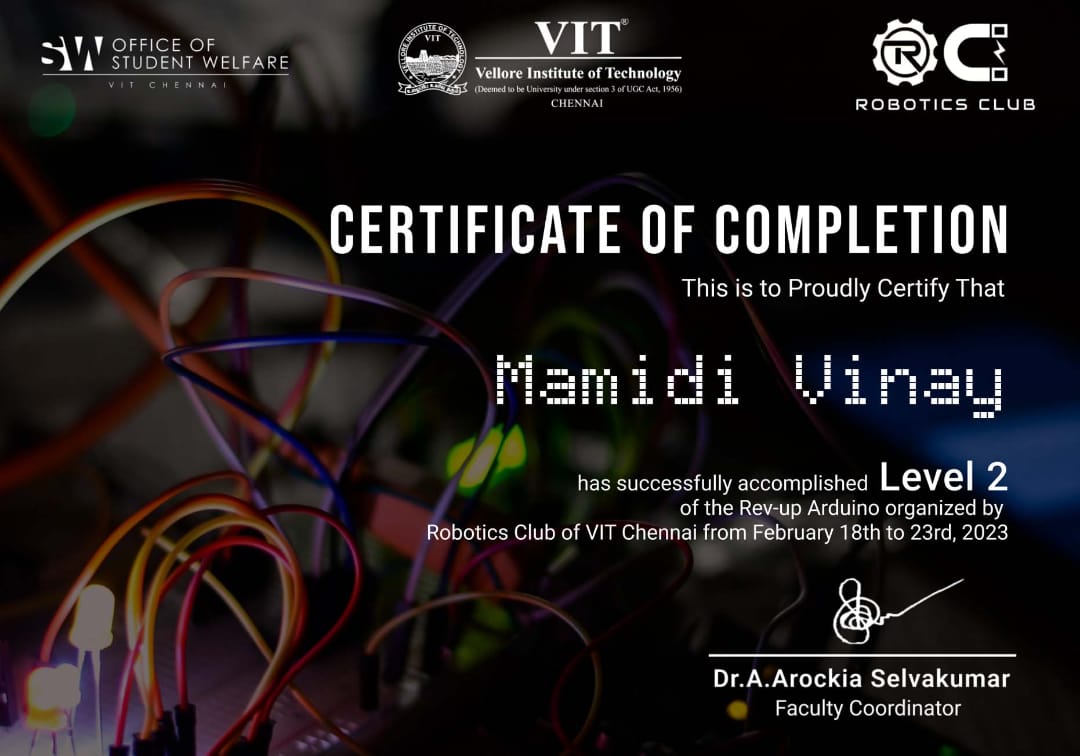 SW OFFICE OF
STUDENT WELFARE
VIT CHENNAI
VELLORE INSTITUTE OF TECHNOLOGY
VIT
VIT®
Vellore Institute of Technology
(Deemed to be University under section 3 of UGC Act, 1956)
CHENNAI
ROBOTICS CLUB
CERTIFICATE OF COMPLETION
This is to Proudly Certify That
Mamidi Vinay
has successfully accomplished Level 2
of the Rev-up Arduino organized by
Robotics Club of VIT Chennai from February 18th to 23rd, 2023
Dr.A.Arockia Selvakumar
Faculty Coordinator